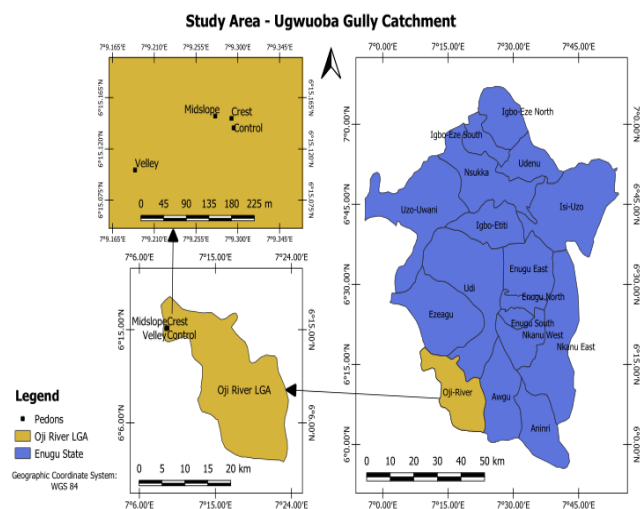 Study Area - Ugwuoba Gully Catchment
7°9.165'E 7°9.210'E 7°9.255'E 7°9.300'E 7°9.345'E
6°15.165'N
6°15.120'N
6°15.075'N
6°15.165'N
6°15.120'N
6°15.075'N
Midslope
Crest
Control
Velley
0 45 90 135 180 225 m
7°9.165'E 7°9.210'E 7°9.255'E 7°9.300'E 7°9.345'E
7°6.00'E 7°15.00'E 7°24.00'E
6°15.00'N
6°6.00'N
6°15.00'N
6°6.00'N
MidslopeCrest
VelleyControl
Oji River LGA
0 5 10 15 20 km
7°6.00'E 7°15.00'E 7°24.00'E
Legend
Pedons
Oji River LGA
Enugu State
Geographic Coordinate System:
WGS 84
7°0.00'E 7°15.00'E 7°30.00'E 7°45.00'E
7°0.0'N
6°45.00'N
6°30.00'N
6°15.00'N
6°0.0'N
7°0.0'N
6°45.00'N
6°30.00'N
6°15.00'N
6°0.0'N
Igbo-Eze North
Igbo-Eze South
Udenu
Nsukka
Uzo-Uwani
Isi-Uzo
Igbo-Etiti
Enugu East
Udi
Enugu North
Ezeagu
Enugu South
Nkanu West
Nkanu East
Oji-River
Awgu
Aninri
0 10 20 30 40 50 km
7°0.00'E 7°15.00'E 7°30.00'E 7°45.00'E